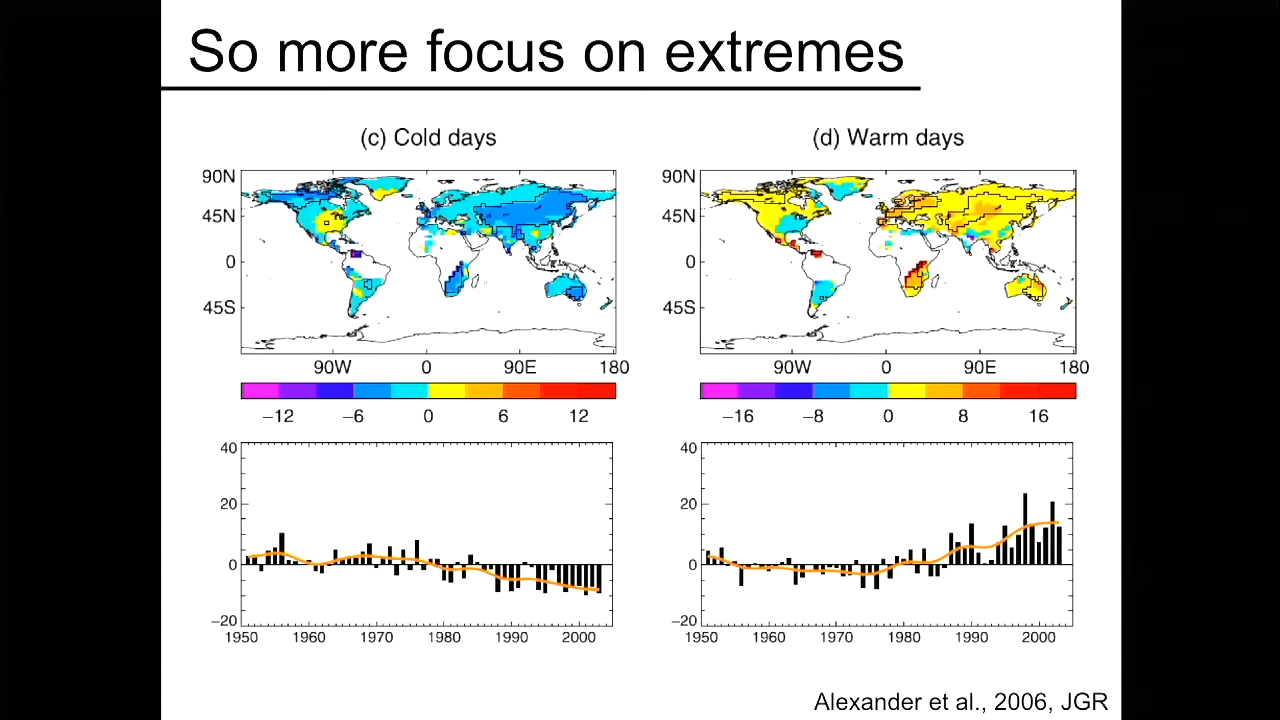 So more focus on extremes
(c) Cold days
(d) Warm days
90N
45N
0
45S
90W 0 90E 180
−12 −6 0 6 12
90N
45N
0
45S
90W 0 90E 180
−16 −8 0 8 16
40
20
0
−20
1950 1960 1970 1980 1990 2000
40
20
0
−20
1950 1960 1970 1980 1990 2000
Alexander et al., 2006, JGR